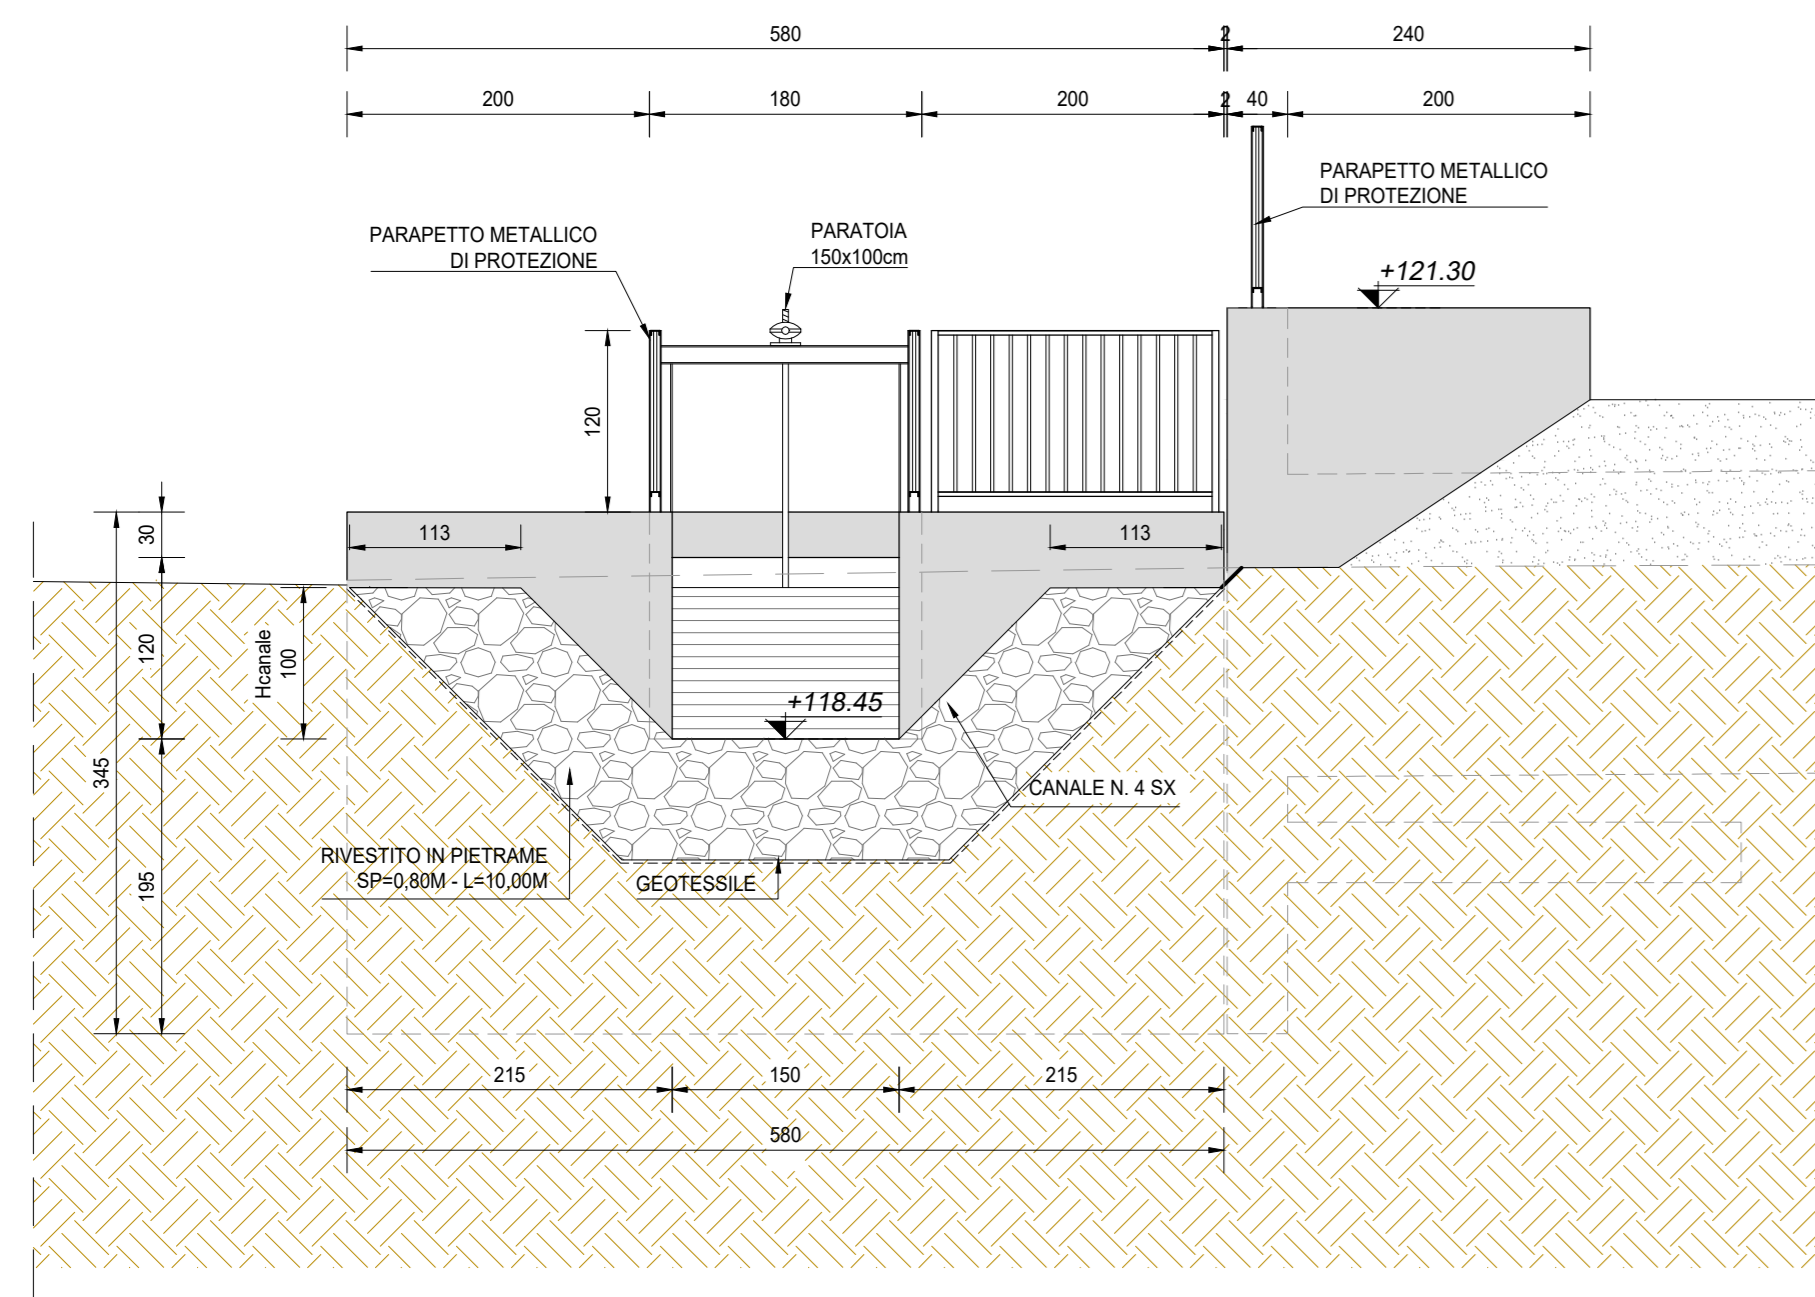 580
2
240
200
180
200
2
40
200
PARAPETTO METALLICO
DI PROTEZIONE
PARATOIA
150x100cm
PARAPETTO METALLICO
DI PROTEZIONE
+121.30
120
30
113
113
120
Hcanale
100
+118.45
345
CANALE N. 4 SX
RIVESTITO IN PIETRAME
SP=0,80M - L=10,00M
GEOTESSILE
195
215
150
215
580